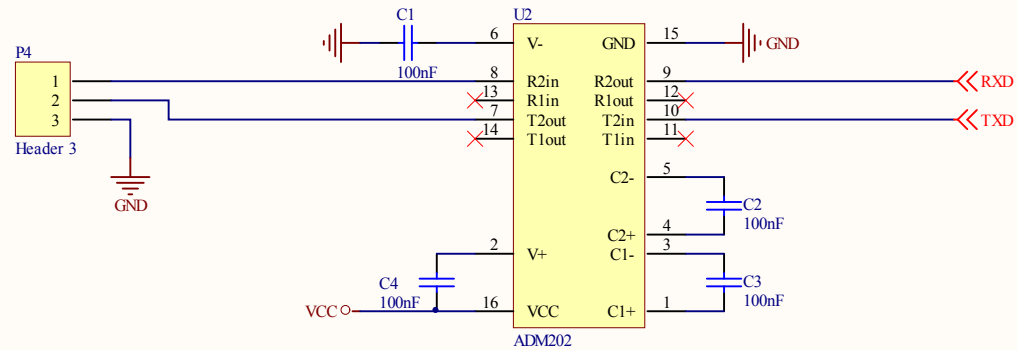 C1
100nF
P4
1
2
3
Header 3
GND
U2
6 V- GND 15
GND
8 R2in R2out 9
RXD
13 R1in R1out 12
7 T2out T2in 10
TXD
14 T1out T1in 11
C2- 5
C2
100nF
C2+ 4
2 V+ C1- 3
C4
100nF
C3
100nF
VCC
16 VCC C1+ 1
ADM202